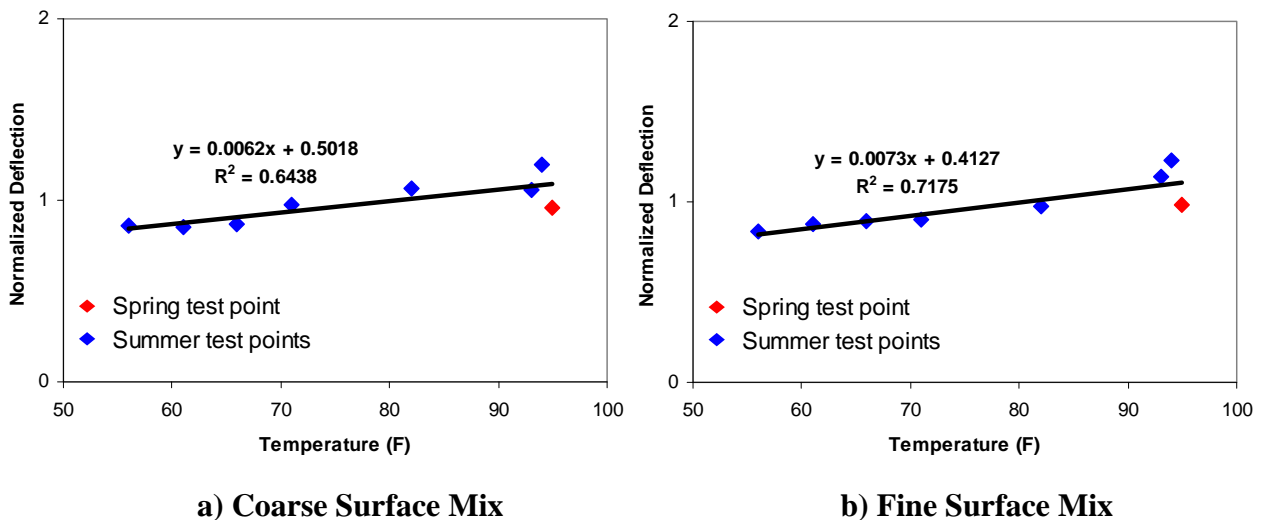 2
1
0
Normalized Deflection
y = 0.0062x + 0.5018
R² = 0.6438
Spring test point
Summer test points
50 60 70 80 90 100
Temperature (F)
a) Coarse Surface Mix
2
1
0
Normalized Deflection
y = 0.0073x + 0.4127
R² = 0.7175
Spring test point
Summer test points
50 60 70 80 90 100
Temperature (F)
b) Fine Surface Mix